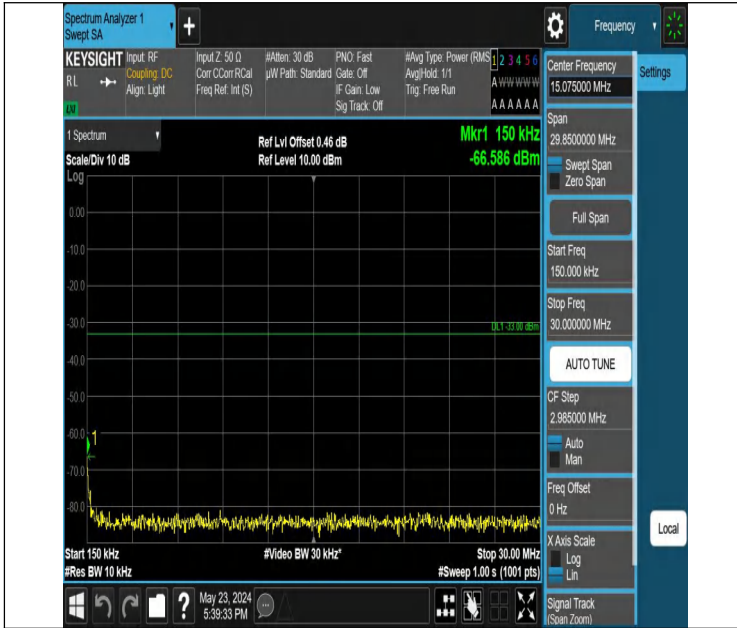 Spectrum Analyzer 1
Swept SA
+
Frequency
KEYSIGHT
RL
Input: RF
Coupling: DC
Align: Light
Input Z: 50 Ω
Corr CCorr RCal
Freq Ref: Int (S)
#Atten: 30 dB
µW Path: Standard
PNO: Fast
Gate: Off
IF Gain: Low
Sig Track: Off
#Avg Type: Power (RMS
Avg|Hold: 1/1
Trig: Free Run
1 2 3 4 5 6
A W W W W W
A A A A A A
Center Frequency
15.075000 MHz
Settings
Span
29.8500000 MHz
Swept Span
Zero Span
Full Span
Start Freq
150.000 kHz
Stop Freq
30.000000 MHz
AUTO TUNE
CF Step
2.985000 MHz
Auto
Man
Freq Offset
0 Hz
X Axis Scale
Log
Lin
Signal Track
(Span Zoom)
Local
1 Spectrum
Scale/Div 10 dB
Ref Lvl Offset 0.46 dB
Ref Level 10.00 dBm
Mkr1 150 kHz
-66.586 dBm
Log
0.00
-10.0
-20.0
-30.0
DL1 -33.00 dBm
-40.0
-50.0
-60.0
1
-70.0
-80.0
Start 150 kHz
#Video BW 30 kHz*
Stop 30.00 MHz
#Res BW 10 kHz
#Sweep 1.00 s (1001 pts)
?
May 23, 2024
5:39:33 PM